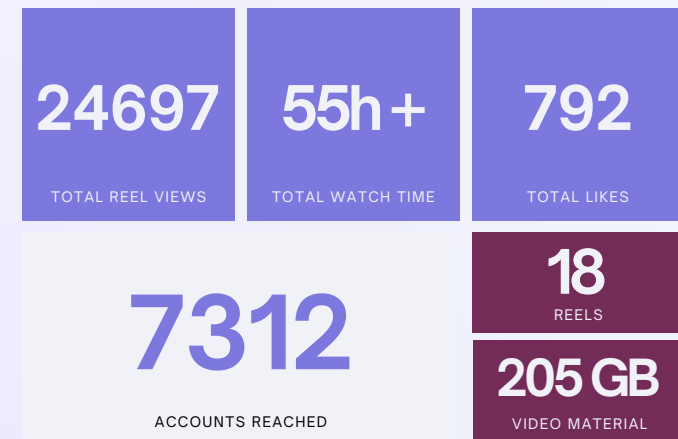 24697
TOTAL REEL VIEWS
55h+
TOTAL WATCH TIME
792
TOTAL LIKES
7312
ACCOUNTS REACHED
18
REELS
205 GB
VIDEO MATERIAL